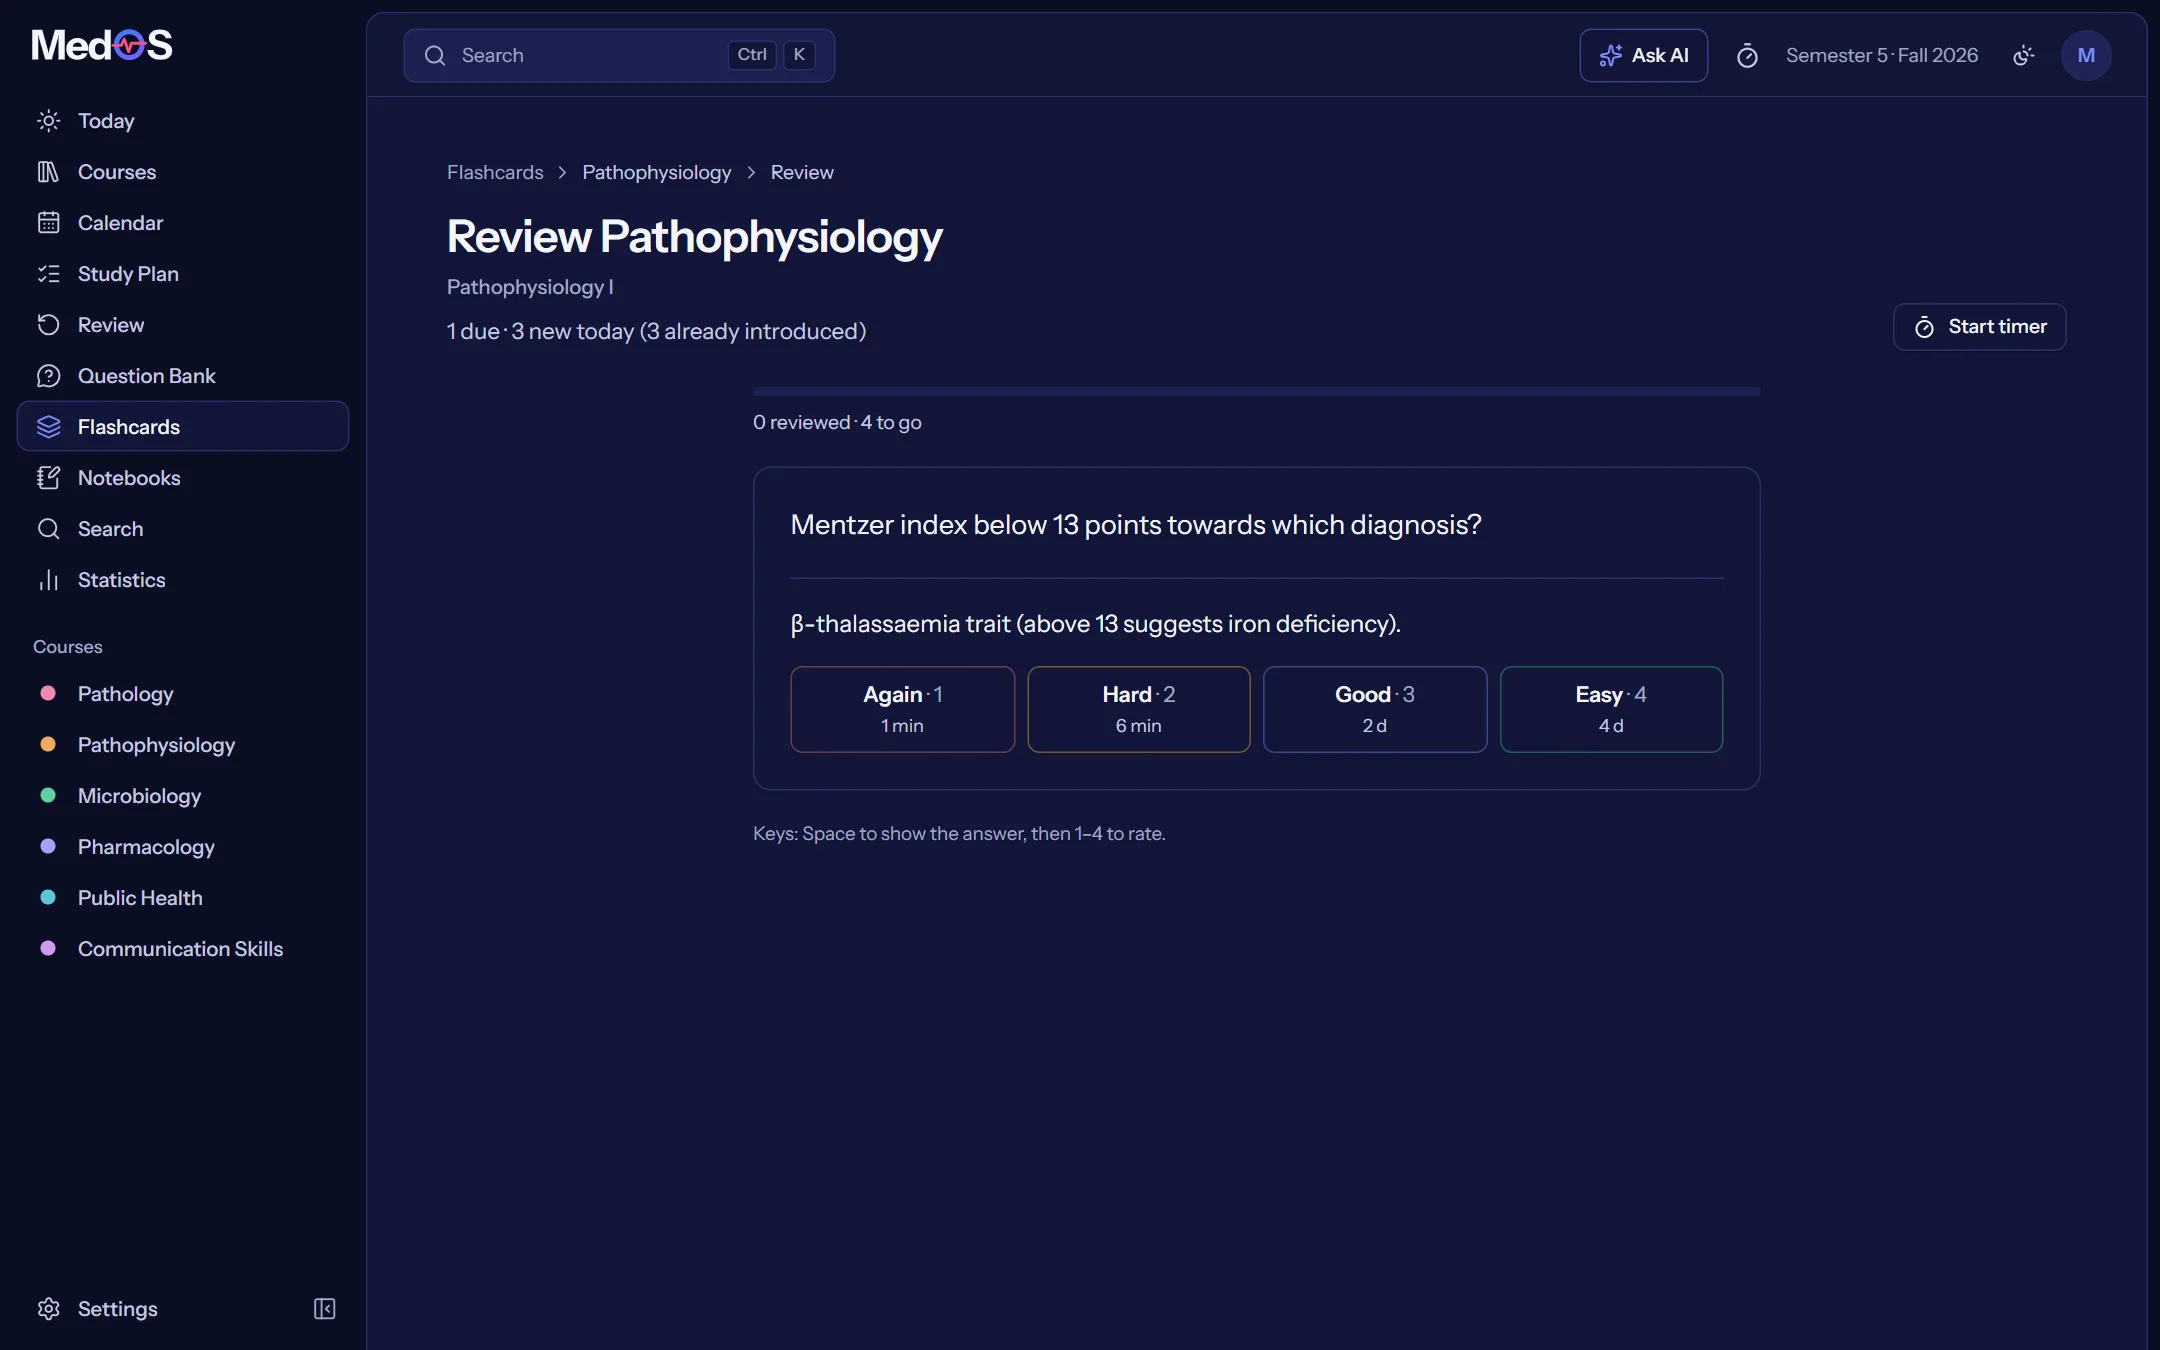 MedOS
Today
Courses
Calendar
Study Plan
Review
Question Bank
Flashcards
Notebooks
Search
Statistics
Courses
Pathology
Pathophysiology
Microbiology
Pharmacology
Public Health
Communication Skills
Settings
Search Ctrl K
Ask AI
Semester 5 · Fall 2026
M
Flashcards > Pathophysiology > Review
Review Pathophysiology
Pathophysiology I
1 due · 3 new today (3 already introduced)
Start timer
0 reviewed · 4 to go
Mentzer index below 13 points towards which diagnosis?
β-thalassaemia trait (above 13 suggests iron deficiency).
Again · 1
1 min
Hard · 2
6 min
Good · 3
2 d
Easy · 4
4 d
Keys: Space to show the answer, then 1–4 to rate.